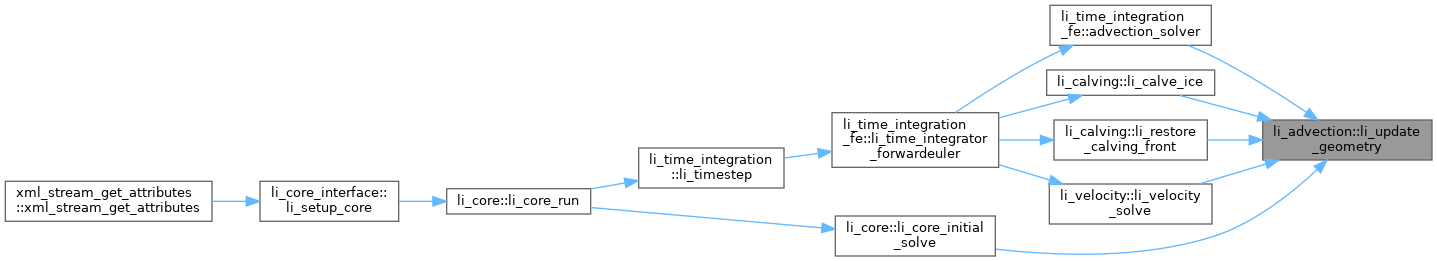 li_time_integration
_fe::advection_solver
li_calving::li_calve_ice
li_time_integration
_fe::li_time_integrator
_forwardeuler
li_calving::li_restore
_calving_front
li_advection::li_update
_geometry
li_time_integration
::li_timestep
xml_stream_get_attributes
::xml_stream_get_attributes
li_core_interface::
li_setup_core
li_core::li_core_run
li_velocity::li_velocity
_solve
li_core::li_core_initial
_solve